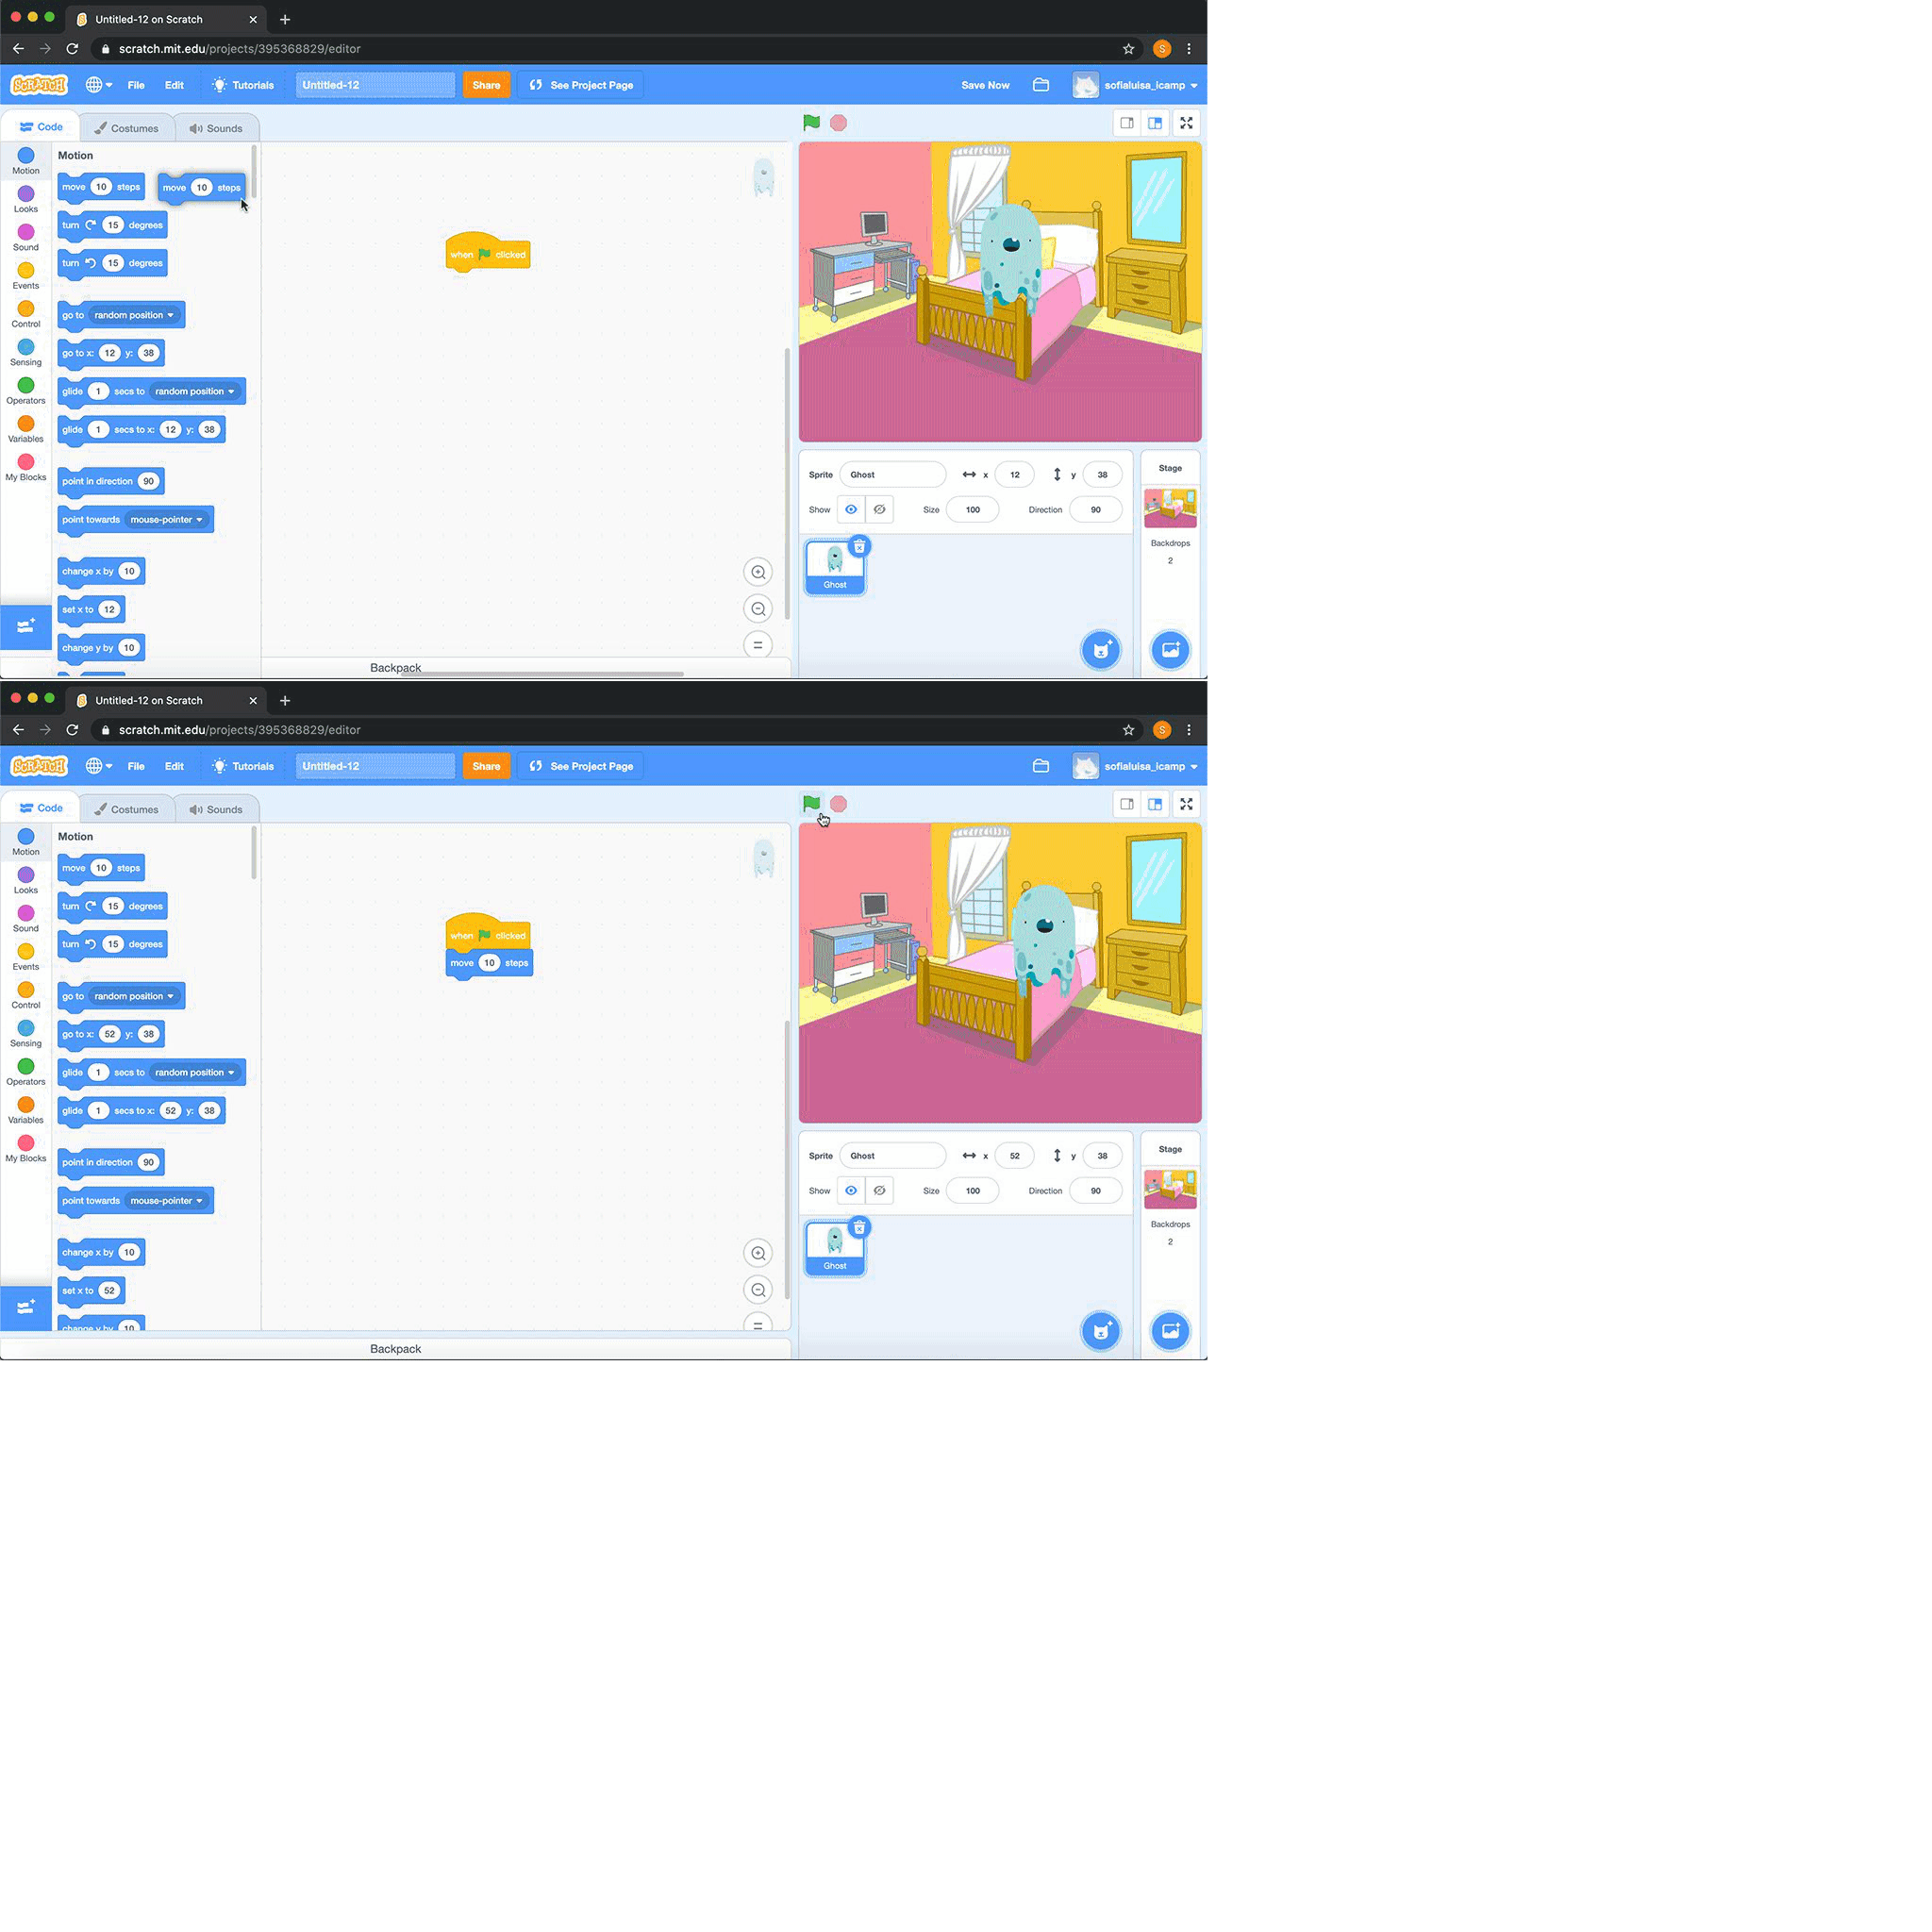 Untitled-12 on Scratch
scratch.mit.edu/projects/395368829/editor
S
SCRATCH
File
Edit
Tutorials
Untitled-12
Share
See Project Page
Save Now
sofialuisa_icamp
Code
Costumes
Sounds
Motion
Looks
Sound
Events
Control
Sensing
Operators
Variables
My Blocks
Motion
move 10 steps
move 10 steps
turn 15 degrees
turn 15 degrees
go to random position
go to x: 12 y: 38
glide 1 secs to random position
glide 1 secs to x: 12 y: 38
point in direction 90
point towards mouse-pointer
change x by 10
set x to 12
change y by 10
when clicked
Backpack
Sprite Ghost x 12 y 38
Show Size 100 Direction 90
Ghost
Stage
Backdrops
2
Untitled-12 on Scratch
scratch.mit.edu/projects/395368829/editor
S
SCRATCH
File
Edit
Tutorials
Untitled-12
Share
See Project Page
sofialuisa_icamp
Code
Costumes
Sounds
Motion
Looks
Sound
Events
Control
Sensing
Operators
Variables
My Blocks
Motion
move 10 steps
turn 15 degrees
turn 15 degrees
go to random position
go to x: 52 y: 38
glide 1 secs to random position
glide 1 secs to x: 52 y: 38
point in direction 90
point towards mouse-pointer
change x by 10
set x to 52
change y by 10
when clicked
move 10 steps
Backpack
Sprite Ghost x 52 y 38
Show Size 100 Direction 90
Ghost
Stage
Backdrops
2